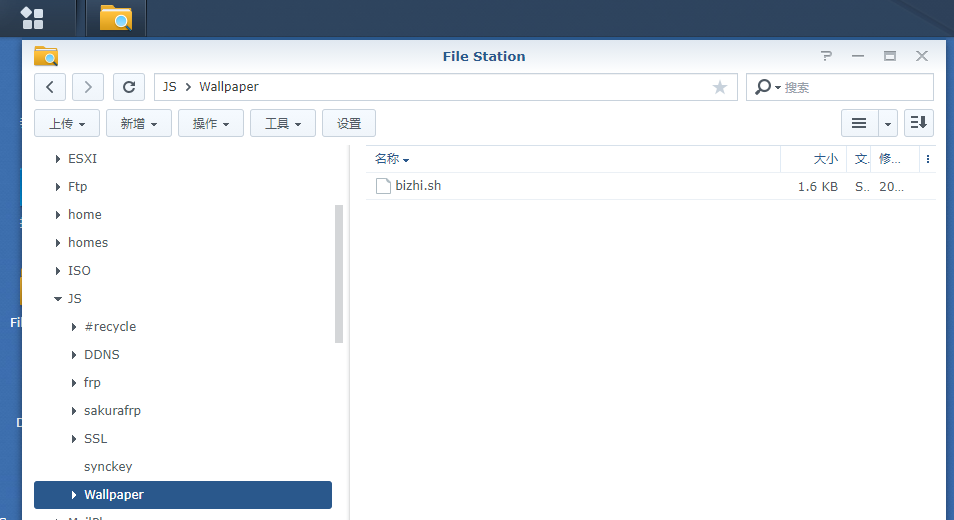 File Station
JS > Wallpaper
搜索
上传 新增 操作 工具 设置
ESXI
Ftp
home
homes
ISO
JS
#recycle
DDNS
frp
sakurafrp
SSL
synckey
Wallpaper
名称 大小 文... 修...
bizhi.sh 1.6 KB S... 20...
Fil
D